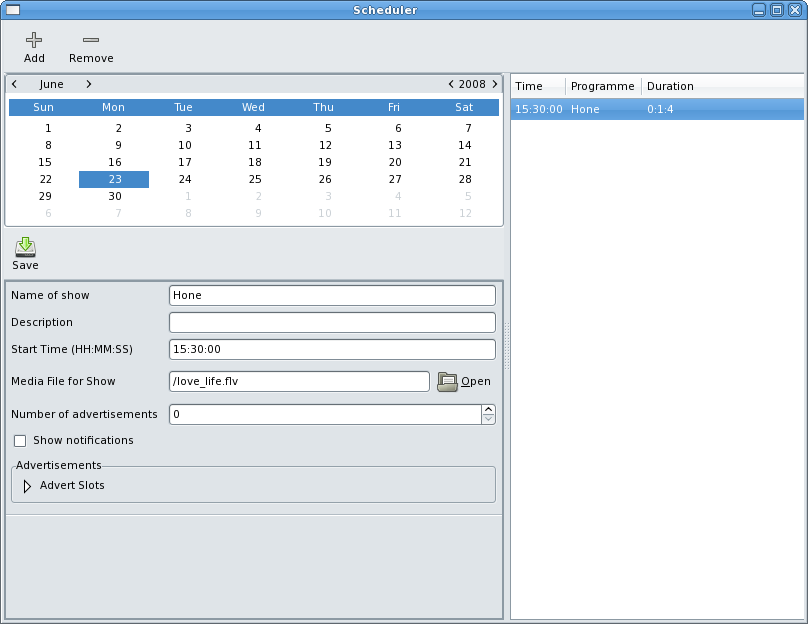 Scheduler
Add Remove
June 2008
Sun Mon Tue Wed Thu Fri Sat
1 2 3 4 5 6 7
8 9 10 11 12 13 14
15 16 17 18 19 20 21
22 23 24 25 26 27 28
29 30 1 2 3 4 5
6 7 8 9 10 11 12
Save
Name of show Hone
Description
Start Time (HH:MM:SS) 15:30:00
Media File for Show /love_life.flv Open
Number of advertisements 0
Show notifications
Advertisements
Advert Slots
Time Programme Duration
15:30:00 Hone 0:1:4